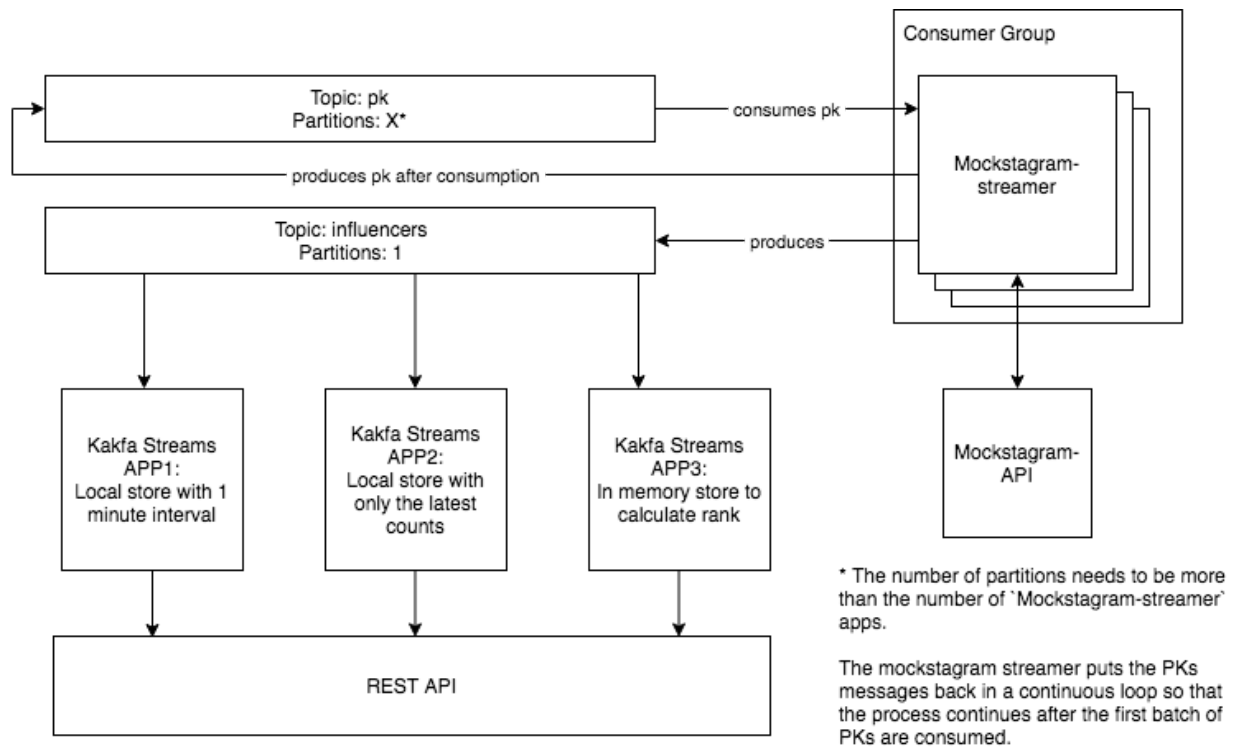 Consumer Group
Topic: pk
Partitions: X*
consumes pk
Mockstagram-
streamer
produces pk after consumption
Topic: influencers
Partitions: 1
produces
Kakfa Streams
APP1:
Local store with 1
minute interval
Kakfa Streams
APP2:
Local store with
only the latest
counts
Kakfa Streams
APP3:
In memory store to
calculate rank
Mockstagram-
API
REST API
* The number of partitions needs to be more
than the number of `Mockstagram-streamer`
apps.
The mockstagram streamer puts the PKs
messages back in a continuous loop so that
the process continues after the first batch of
PKs are consumed.